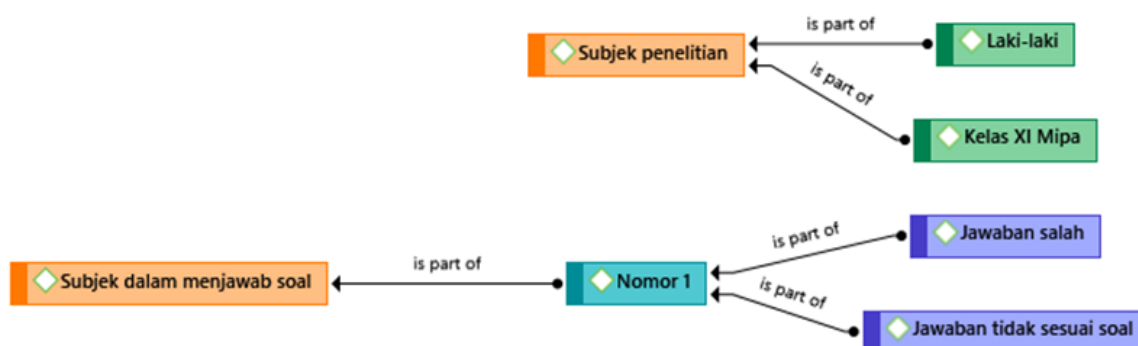 is part of
Laki-laki
Subjek penelitian
is part of
Kelas XI Mipa
Jawaban salah
is part of
is part of
Subjek dalam menjawab soal
Nomor 1
is part of
Jawaban tidak sesuai soal